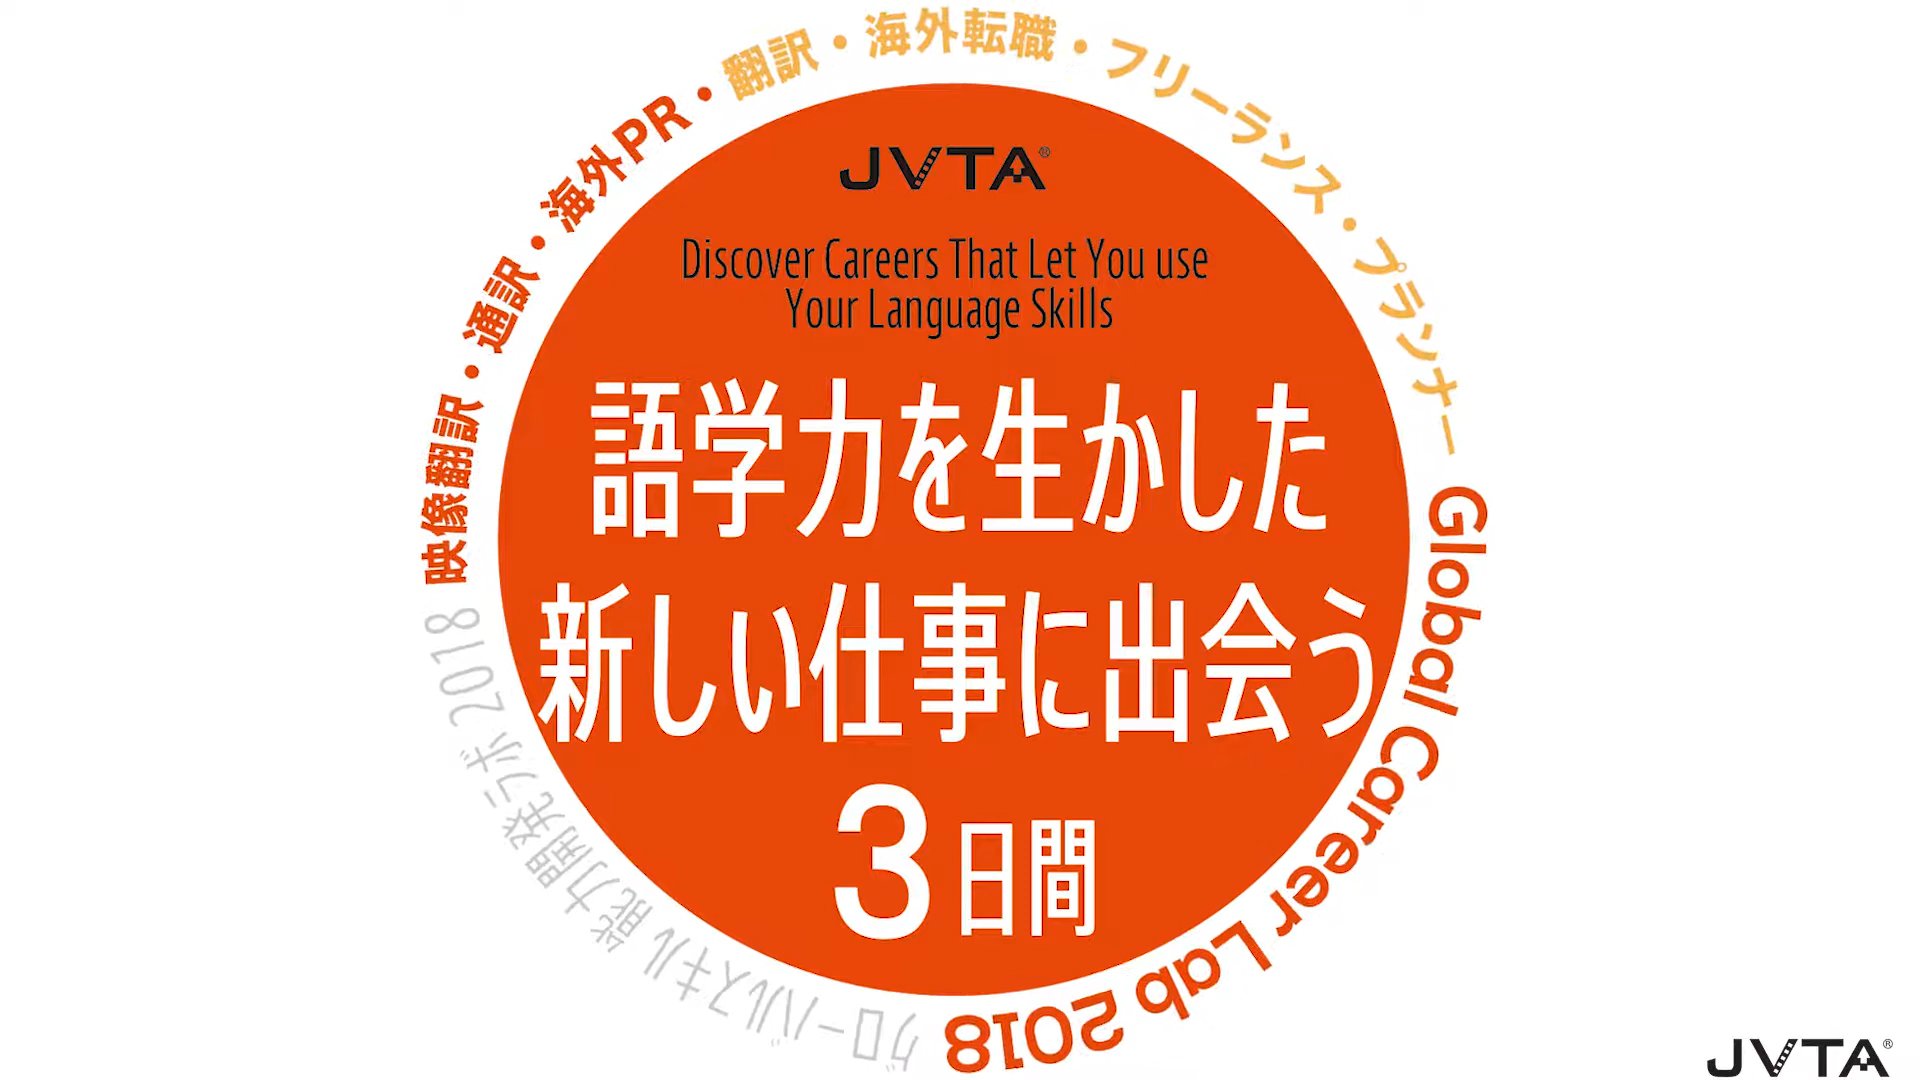 JVTA®
Discover Careers That Let You use
Your Language Skills
語学力を生かした
新しい仕事に出会う
3日間
映像翻訳・通訳・海外PR・翻訳・海外転職・フリーランス・プランナー
Global Career Lab 2018
グローバルスキル能力開発ラボ 2018
JVTA®